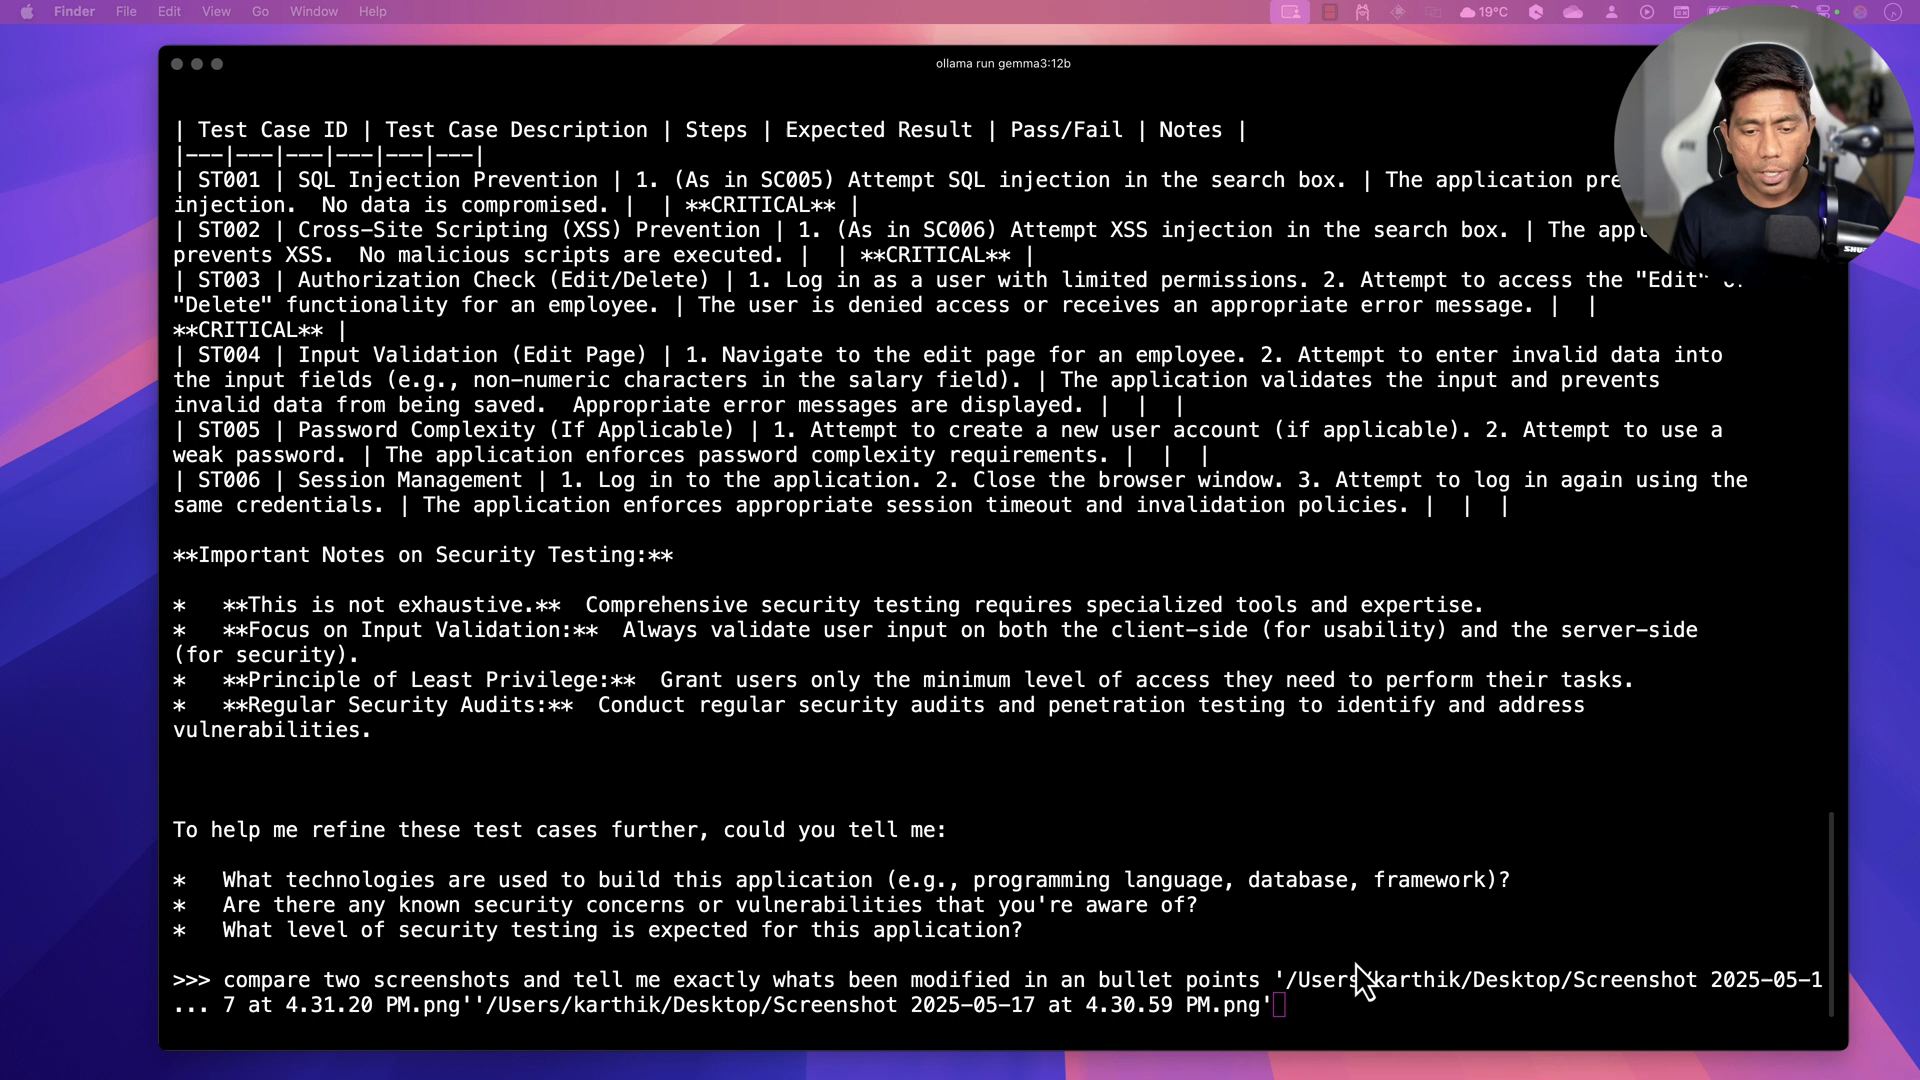 Finder File Edit View Go Window Help 19°C
ollama run gemma3:12b
| Test Case ID | Test Case Description | Steps | Expected Result | Pass/Fail | Notes |
|---|---|---|---|---|---|
| ST001 | SQL Injection Prevention | 1. (As in SC005) Attempt SQL injection in the search box. | The application pre
injection.  No data is compromised. |  | **CRITICAL** |
| ST002 | Cross-Site Scripting (XSS) Prevention | 1. (As in SC006) Attempt XSS injection in the search box. | The app
prevents XSS.  No malicious scripts are executed. |  | **CRITICAL** |
| ST003 | Authorization Check (Edit/Delete) | 1. Log in as a user with limited permissions. 2. Attempt to access the "Edit"
"Delete" functionality for an employee. | The user is denied access or receives an appropriate error message. |  |
**CRITICAL** |
| ST004 | Input Validation (Edit Page) | 1. Navigate to the edit page for an employee. 2. Attempt to enter invalid data into
the input fields (e.g., non-numeric characters in the salary field). | The application validates the input and prevents
invalid data from being saved.  Appropriate error messages are displayed. |  |  |
| ST005 | Password Complexity (If Applicable) | 1. Attempt to create a new user account (if applicable). 2. Attempt to use a
weak password. | The application enforces password complexity requirements. |  |  |
| ST006 | Session Management | 1. Log in to the application. 2. Close the browser window. 3. Attempt to log in again using the
same credentials. | The application enforces appropriate session timeout and invalidation policies. |  |  |
**Important Notes on Security Testing:**
*   **This is not exhaustive.**  Comprehensive security testing requires specialized tools and expertise.
*   **Focus on Input Validation:**  Always validate user input on both the client-side (for usability) and the server-side
(for security).
*   **Principle of Least Privilege:**  Grant users only the minimum level of access they need to perform their tasks.
*   **Regular Security Audits:**  Conduct regular security audits and penetration testing to identify and address
vulnerabilities.
To help me refine these test cases further, could you tell me:
*   What technologies are used to build this application (e.g., programming language, database, framework)?
*   Are there any known security concerns or vulnerabilities that you're aware of?
*   What level of security testing is expected for this application?
>>> compare two screenshots and tell me exactly whats been modified in an bullet points '/Users/karthik/Desktop/Screenshot 2025-05-1
... 7 at 4.31.20 PM.png''/Users/karthik/Desktop/Screenshot 2025-05-17 at 4.30.59 PM.png'